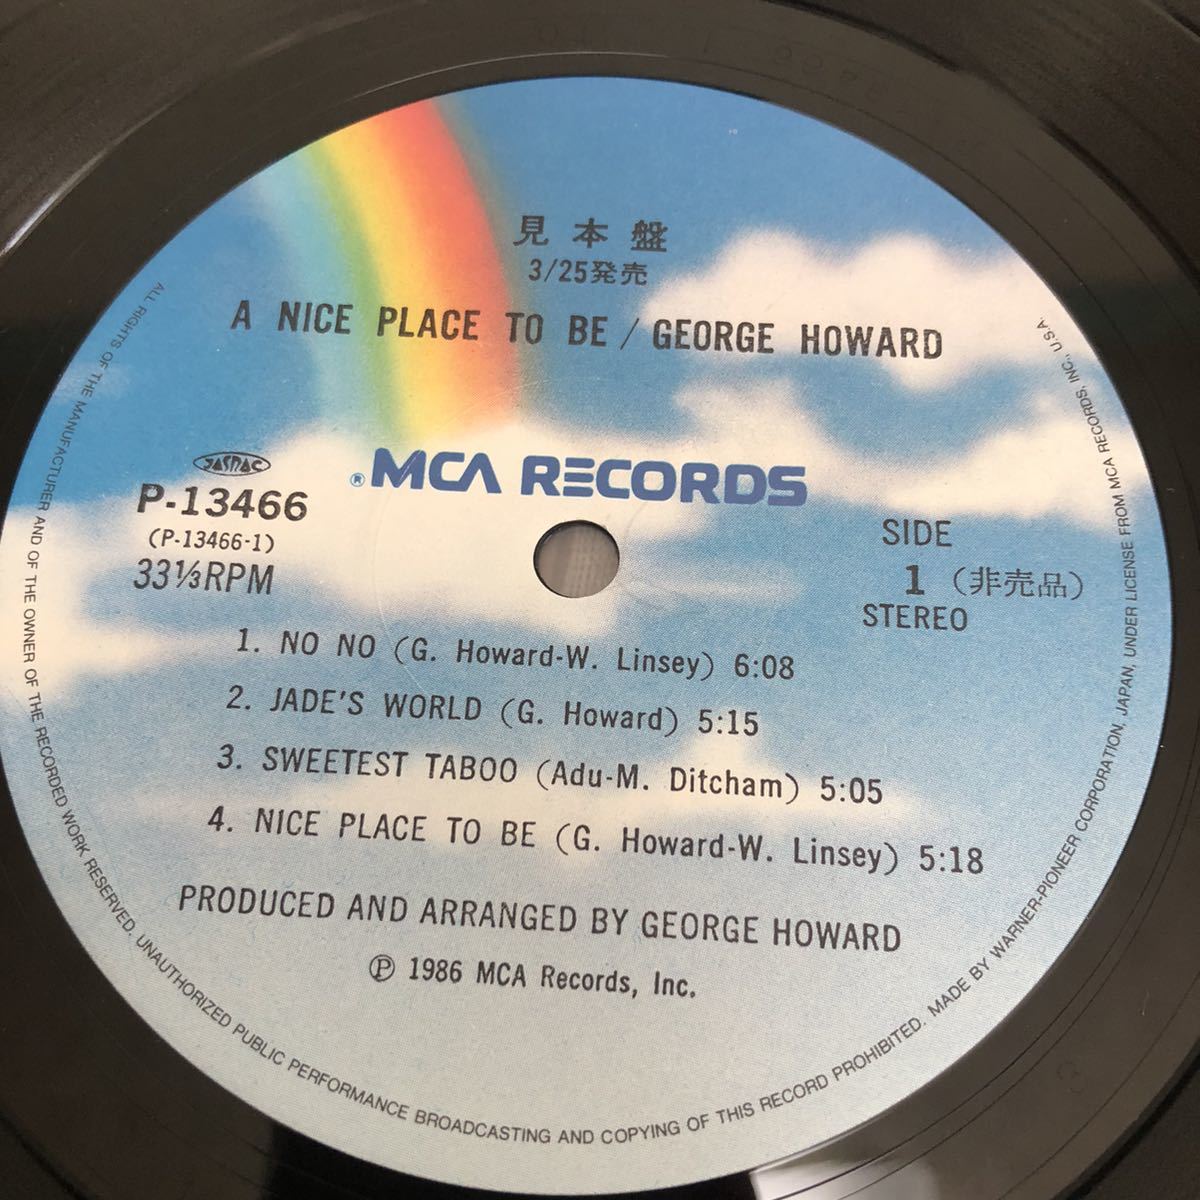 見本盤
3/25発売
A NICE PLACE TO BE / GEORGE HOWARD
® MCA RECORDS
JASRAC
P-13466
(P-13466-1)
33⅓RPM
SIDE
1 (非売品)
STEREO
1. NO NO (G. Howard-W. Linsey) 6:08
2. JADE'S WORLD (G. Howard) 5:15
3. SWEETEST TABOO (Adu-M. Ditcham) 5:05
4. NICE PLACE TO BE (G. Howard-W. Linsey) 5:18
PRODUCED AND ARRANGED BY GEORGE HOWARD
Ⓟ 1986 MCA Records, Inc.
ALL RIGHTS OF THE MANUFACTURER AND OF THE OWNER OF THE RECORDED WORK RESERVED. UNAUTHORIZED PUBLIC PERFORMANCE BROADCASTING AND COPYING OF THIS RECORD PROHIBITED. MADE BY WARNER-PIONEER CORPORATION, JAPAN, UNDER LICENSE FROM MCA RECORDS, INC., U.S.A.